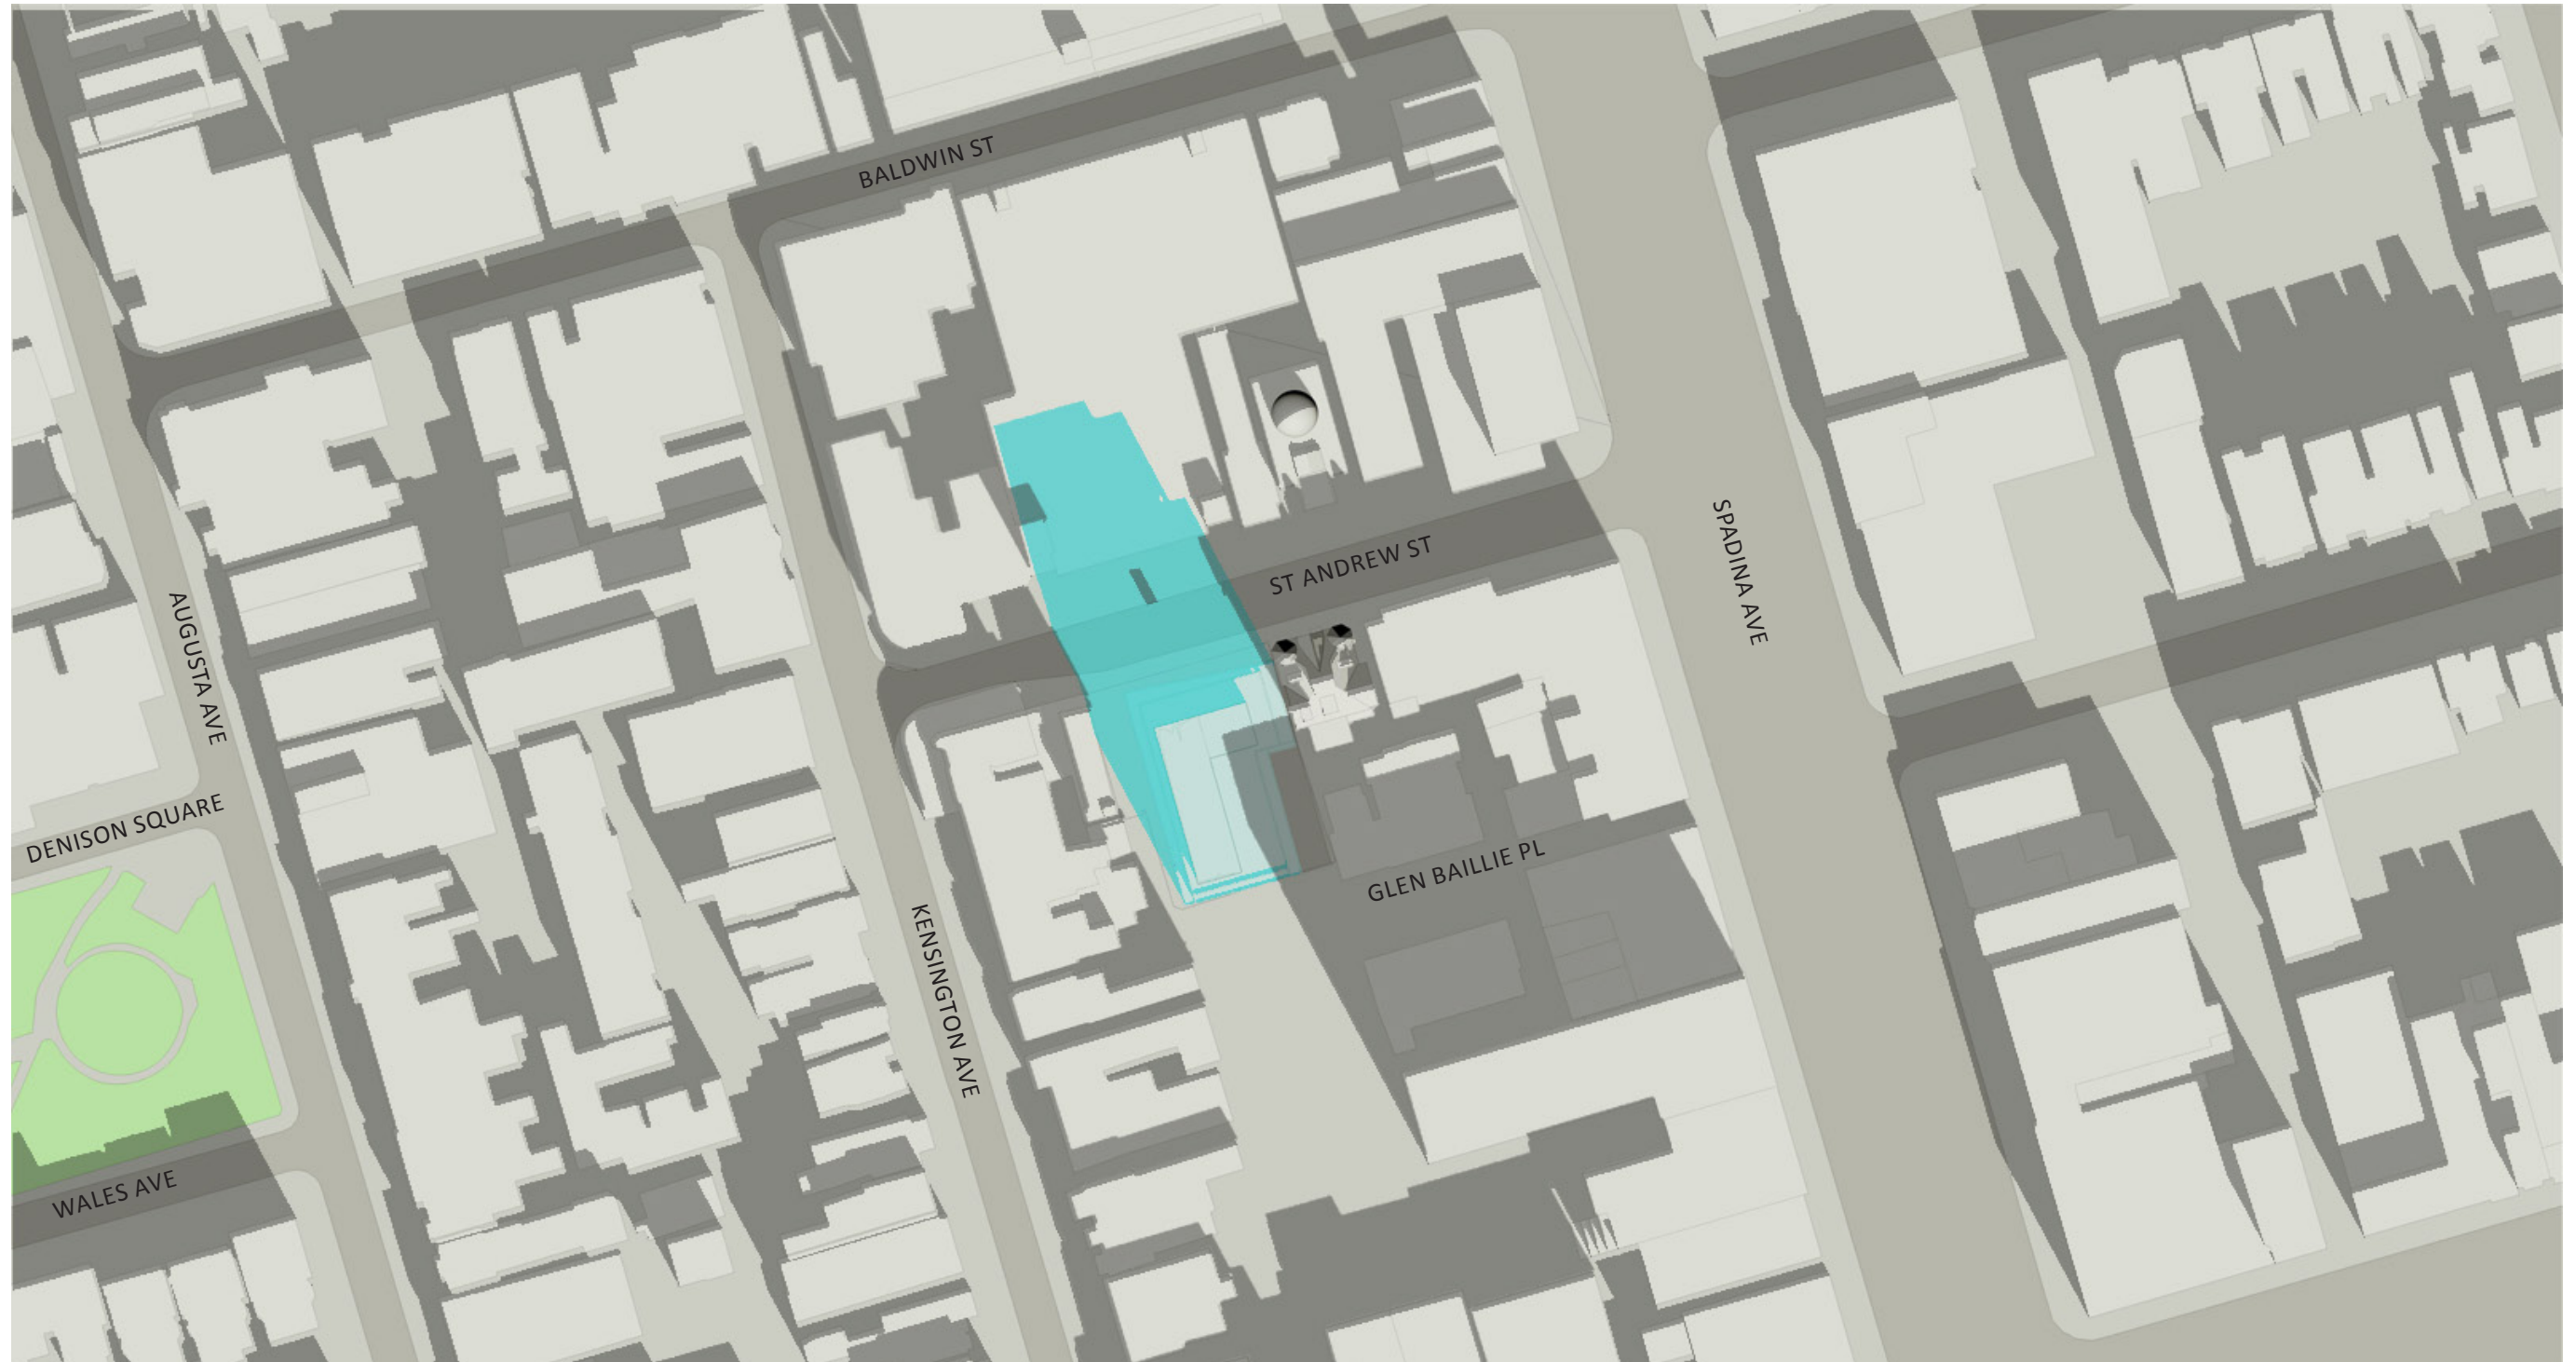 BALDWIN ST
ST ANDREW ST
SPADINA AVE
AUGUSTA AVE
DENISON SQUARE
GLEN BAILLIE PL
KENSINGTON AVE
WALES AVE